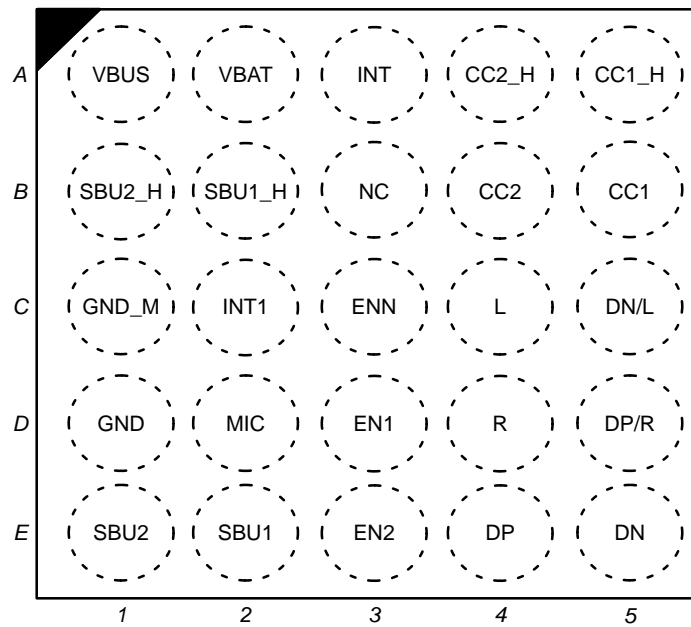 A VBUS VBAT INT CC2_H CC1_H
B SBU2_H SBU1_H NC CC2 CC1
C GND_M INT1 ENN L DN/L
D GND MIC EN1 R DP/R
E SBU2 SBU1 EN2 DP DN
1 2 3 4 5